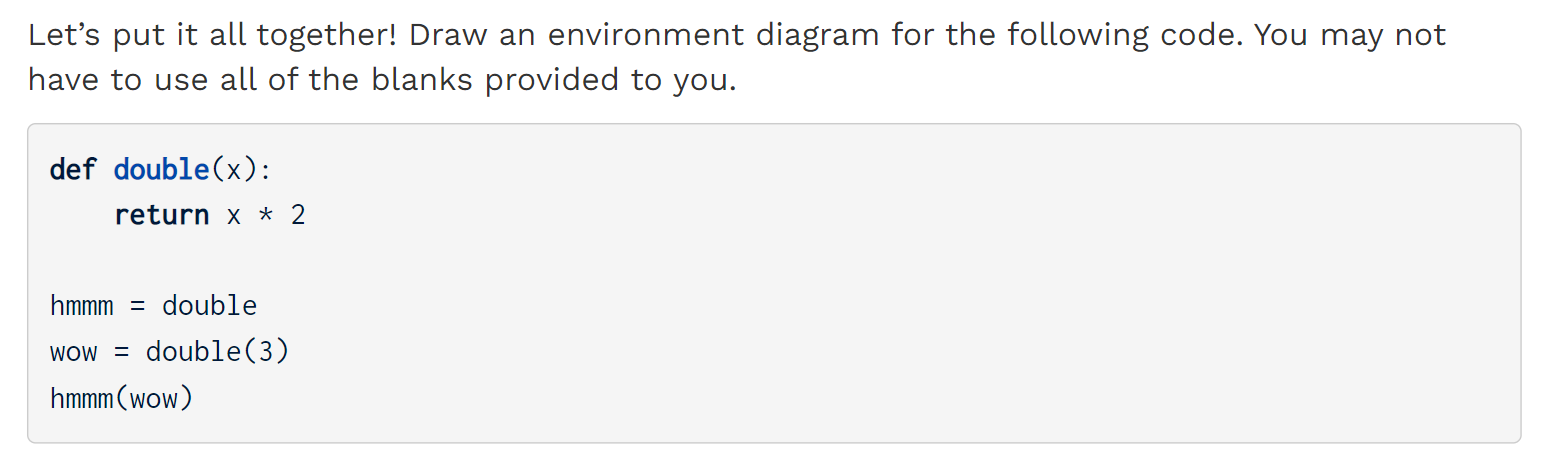 Let’s put it all together! Draw an environment diagram for the following code. You may not
have to use all of the blanks provided to you.
def double(x):
    return x * 2
hmmm = double
wow = double(3)
hmmm(wow)